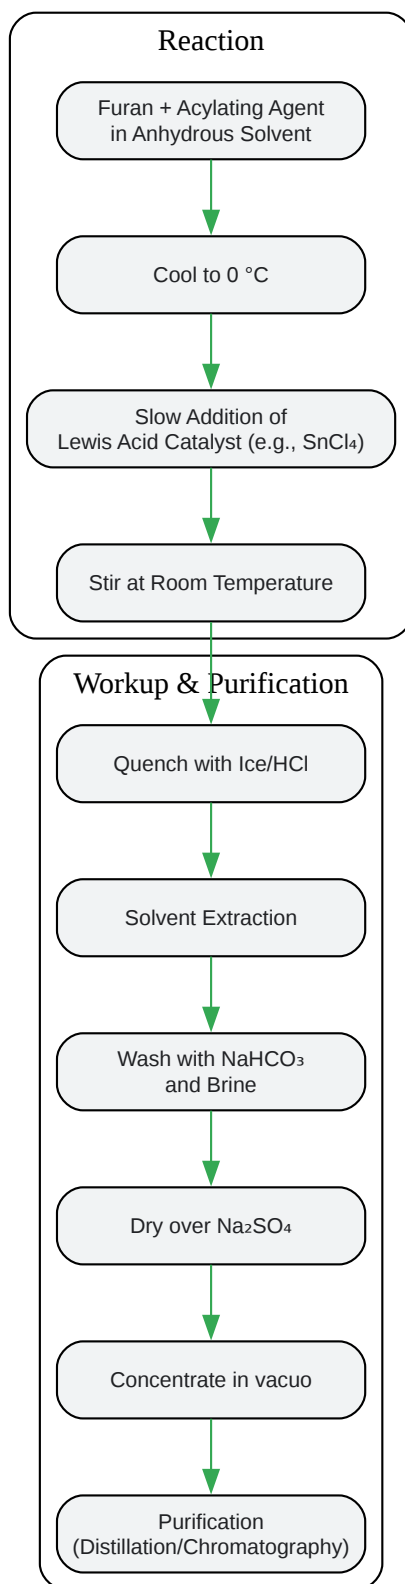 Reaction
Furan + Acylating Agent
in Anhydrous Solvent
Cool to 0 °C
Slow Addition of
Lewis Acid Catalyst (e.g., SnCl₄)
Stir at Room Temperature
Workup & Purification
Quench with Ice/HCl
Solvent Extraction
Wash with NaHCO₃
and Brine
Dry over Na₂SO₄
Concentrate in vacuo
Purification
(Distillation/Chromatography)